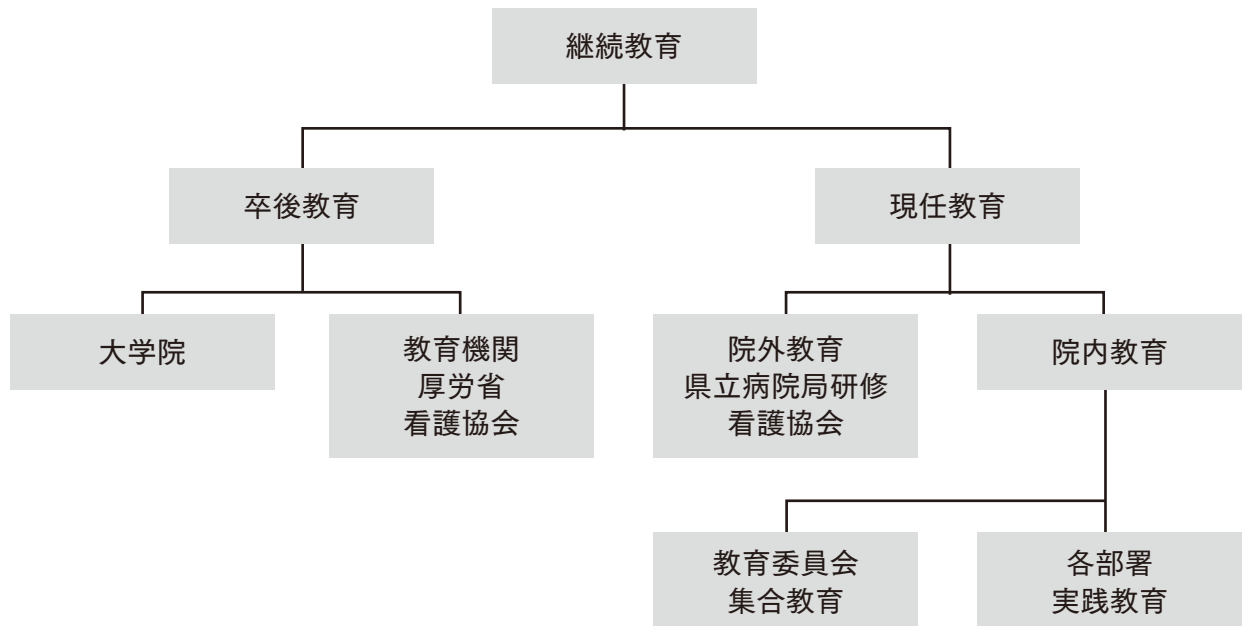 継続教育
卒後教育
現任教育
大学院
教育機関
厚労省
看護協会
院外教育
県立病院局研修
看護協会
院内教育
教育委員会
集合教育
各部署
実践教育